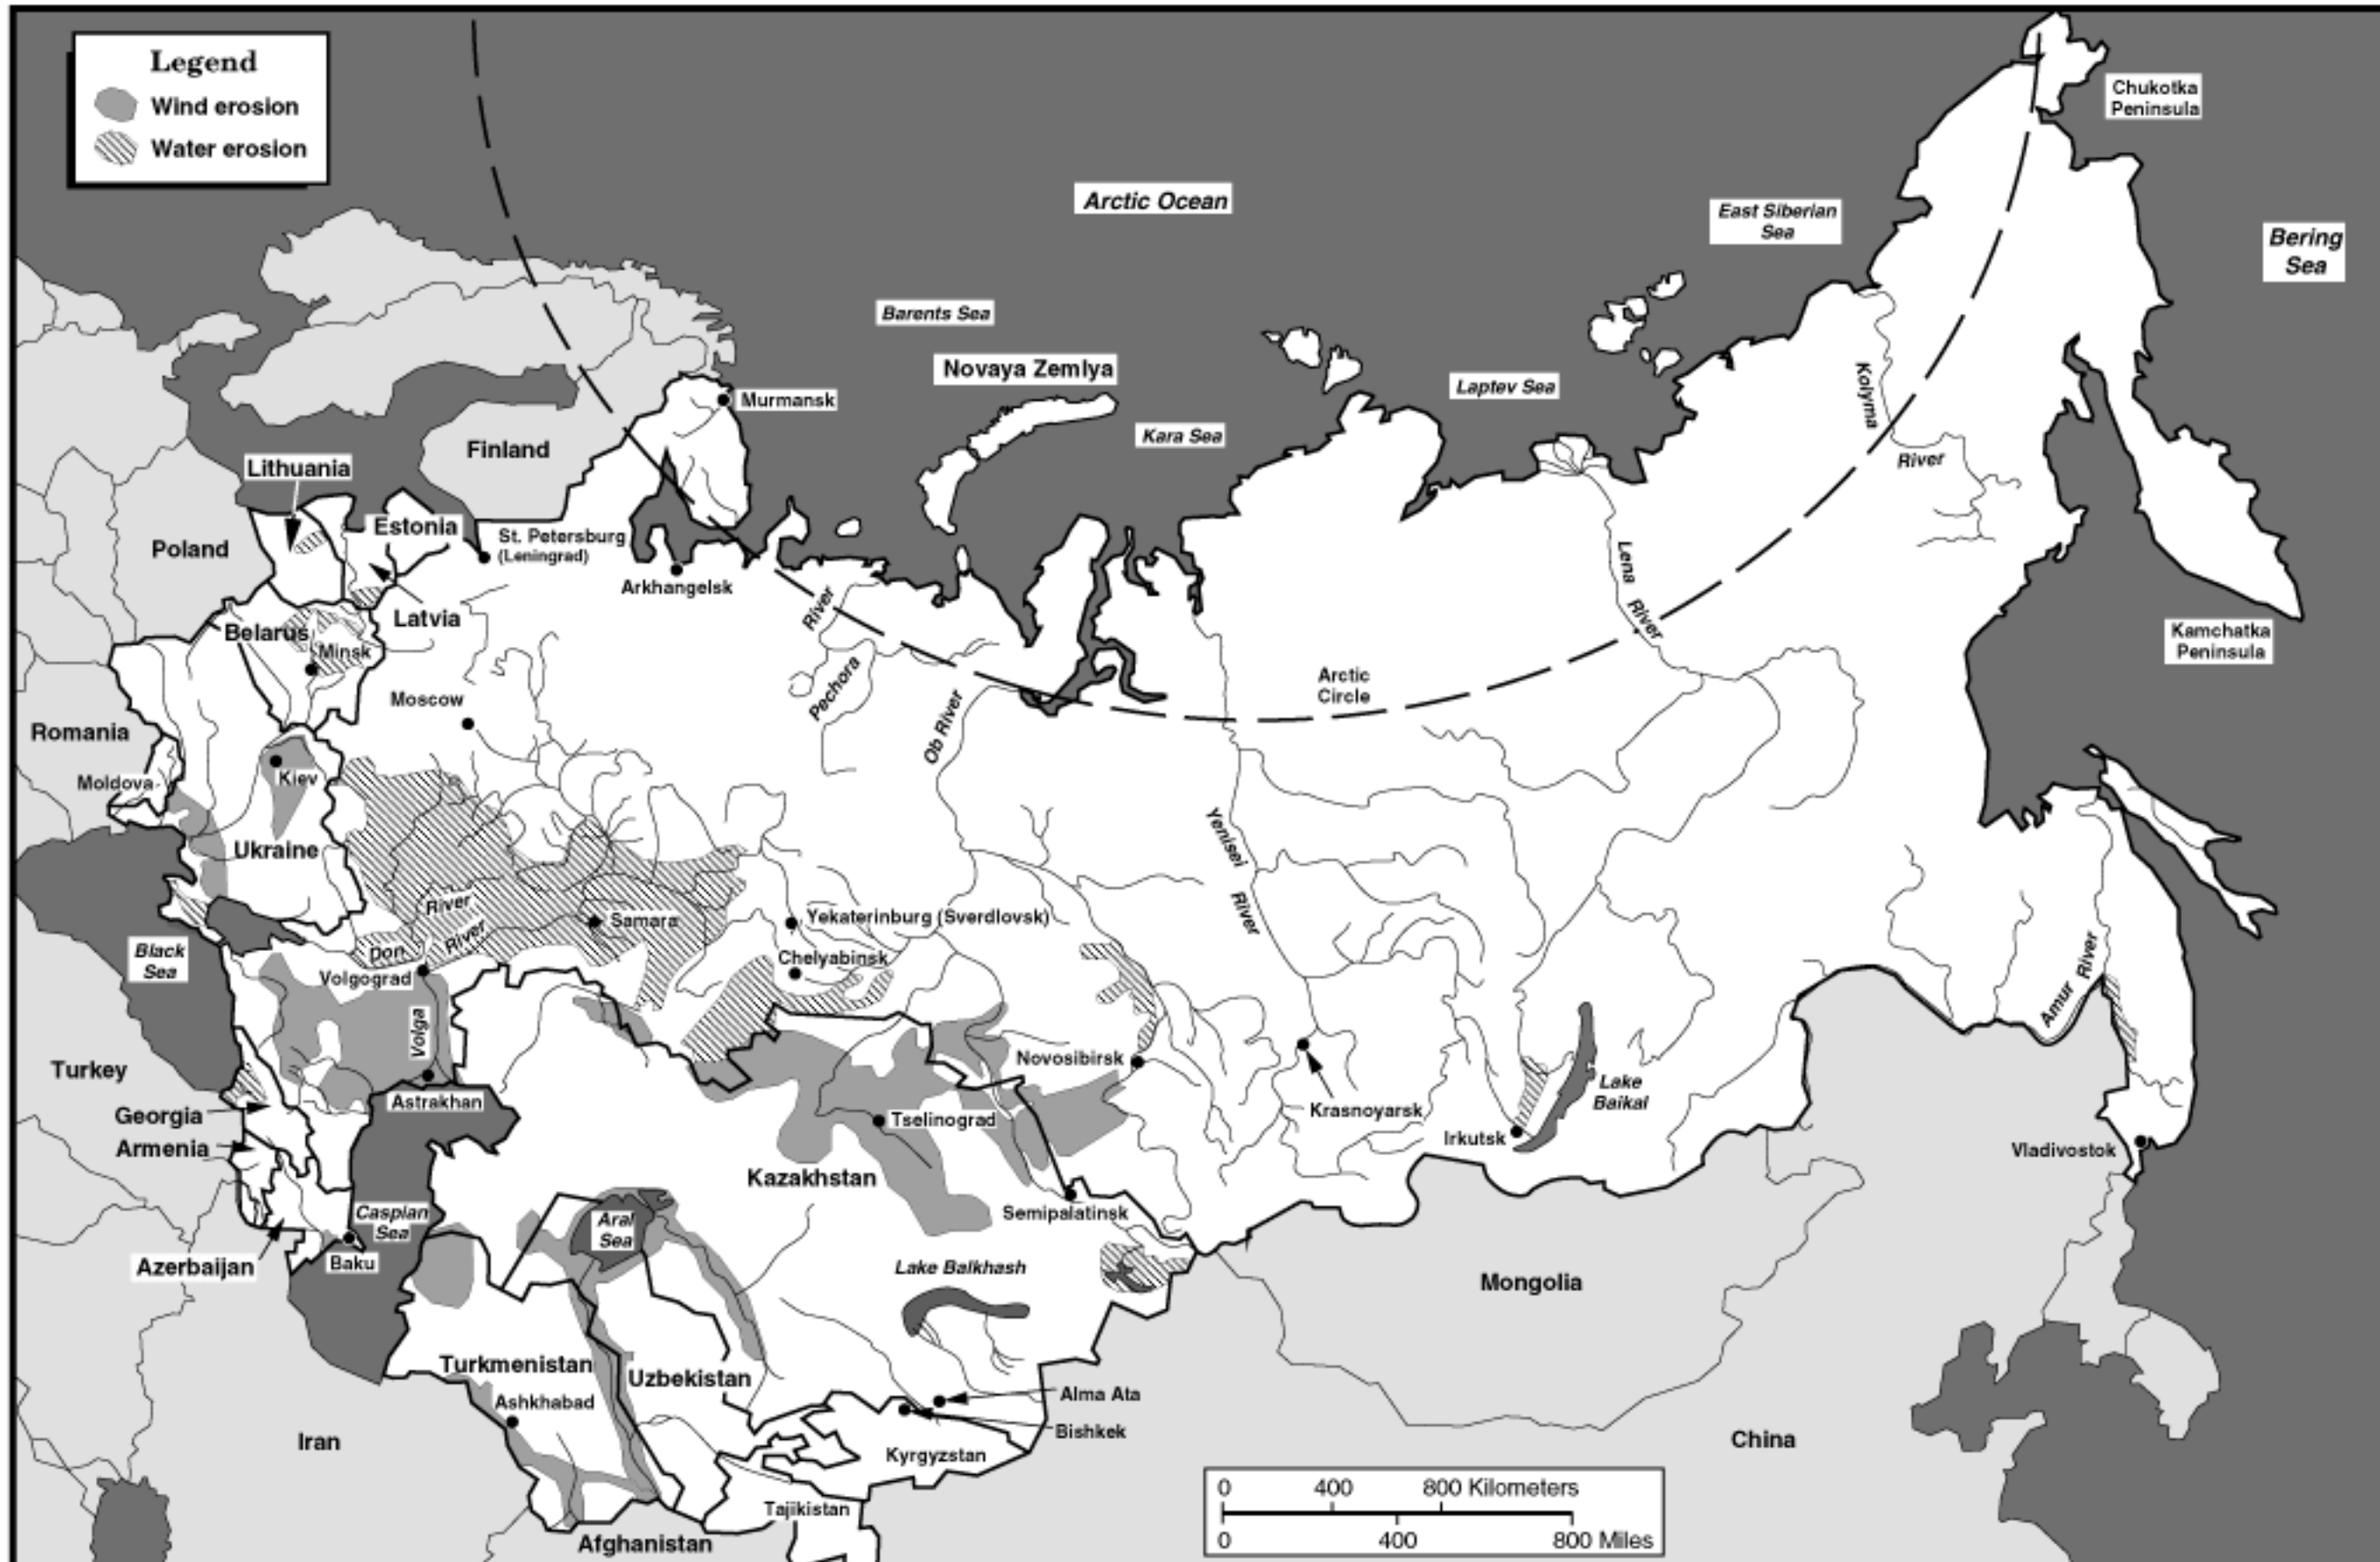 Legend
Wind erosion
Water erosion
Chukotka
Peninsula
Arctic Ocean
East Siberian
Sea
Bering
Sea
Barents Sea
Novaya Zemlya
Laptev Sea
Kara Sea
Murmansk
Kolyma
River
Finland
Lithuania
Estonia
St. Petersburg
(Leningrad)
Poland
Arkhangelsk
Latvia
Belarus
Minsk
River
Pechora
Lena
River
Kamchatka
Peninsula
Arctic
Circle
Moscow
Ob River
Romania
Moldova
Kiev
Ukraine
Yenisei
River
River
Don
River
Samara
Yekaterinburg (Sverdlovsk)
Chelyabinsk
Black
Sea
Volgograd
Volga
Amur
River
Novosibirsk
Turkey
Georgia
Armenia
Astrakhan
Tselinograd
Krasnoyarsk
Lake
Baikal
Irkutsk
Vladivostok
Kazakhstan
Semipalatinsk
Caspian
Sea
Aral
Sea
Azerbaijan
Baku
Lake Balkhash
Mongolia
Turkmenistan
Uzbekistan
Ashkhabad
Alma Ata
Bishkek
Iran
Kyrgyzstan
China
Tajikistan
Afghanistan
0 400 800 Kilometers
0 400 800 Miles